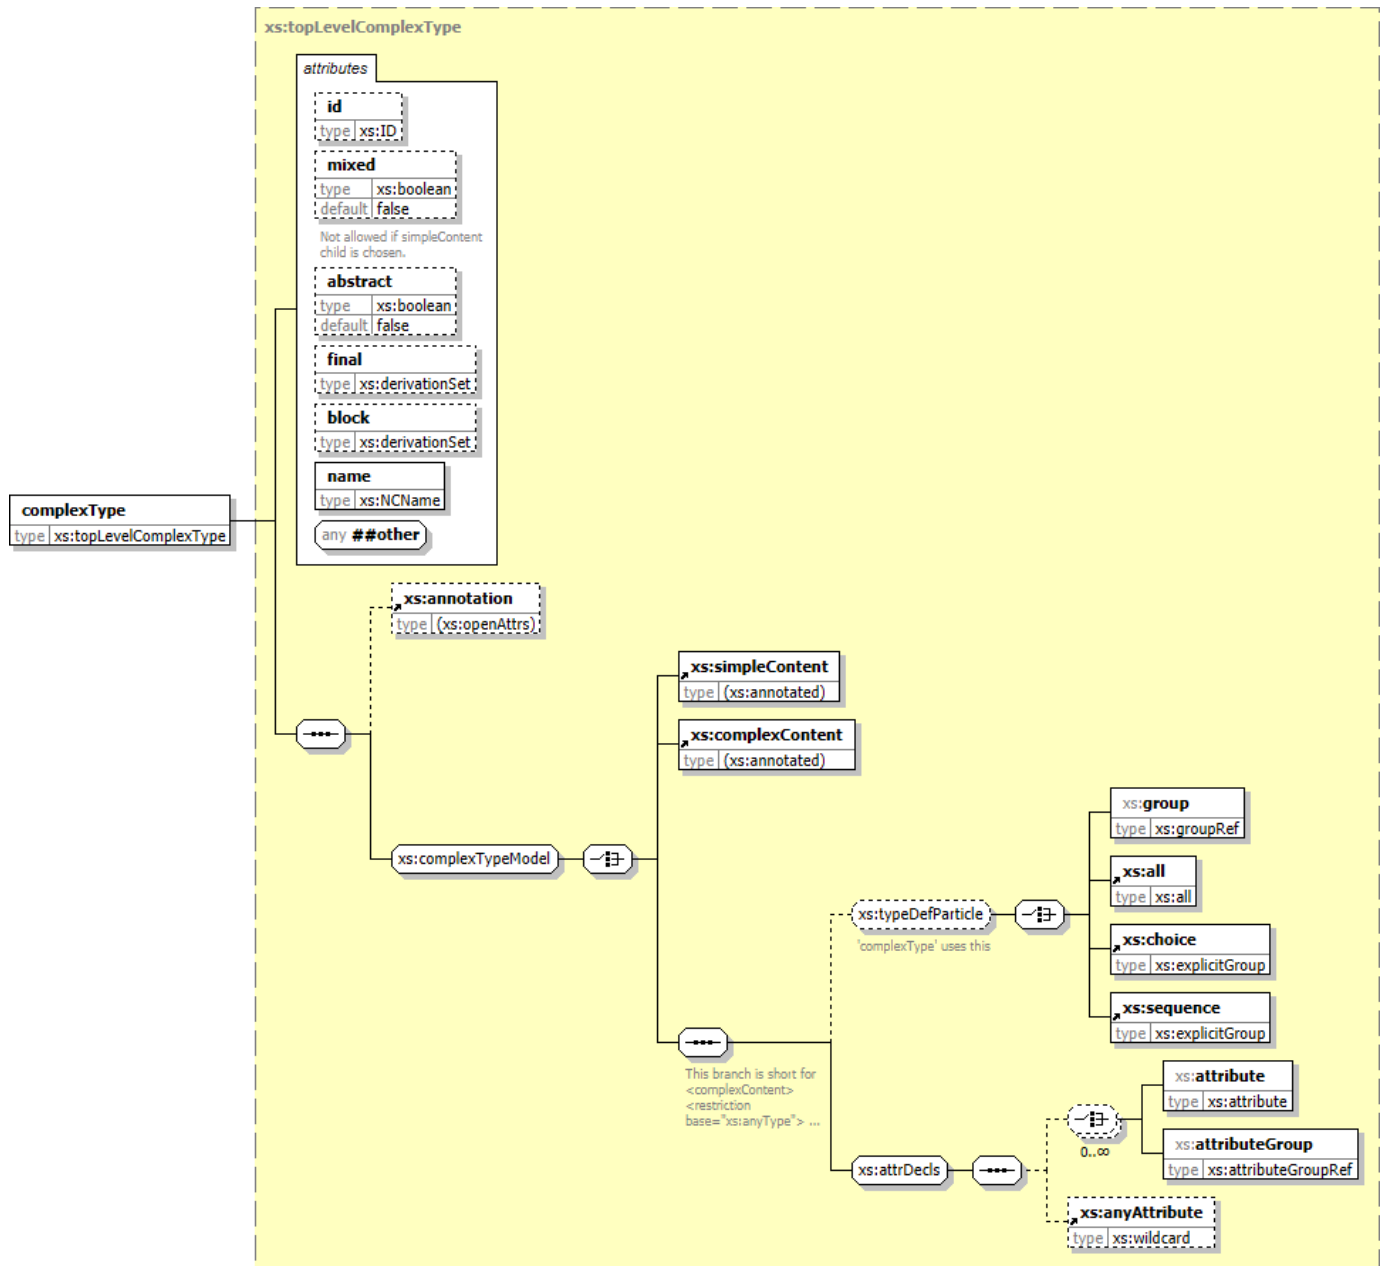 xs:topLevelComplexType
attributes
id
type xs:ID
mixed
type xs:boolean
default false
Not allowed if simpleContent
child is chosen.
abstract
type xs:boolean
default false
final
type xs:derivationSet
block
type xs:derivationSet
name
type xs:NCName
any ##other
complexType
type xs:topLevelComplexType
xs:annotation
type (xs:openAttrs)
xs:simpleContent
type (xs:annotated)
xs:complexContent
type (xs:annotated)
xs:complexTypeModel
xs:group
type xs:groupRef
xs:all
type xs:all
xs:typeDefParticle
'complexType' uses this
xs:choice
type xs:explicitGroup
xs:sequence
type xs:explicitGroup
This branch is short for
<complexContent>
<restriction
base="xs:anyType"> ...
xs:attribute
type xs:attribute
0..∞
xs:attributeGroup
type xs:attributeGroupRef
xs:attrDecls
xs:anyAttribute
type xs:wildcard